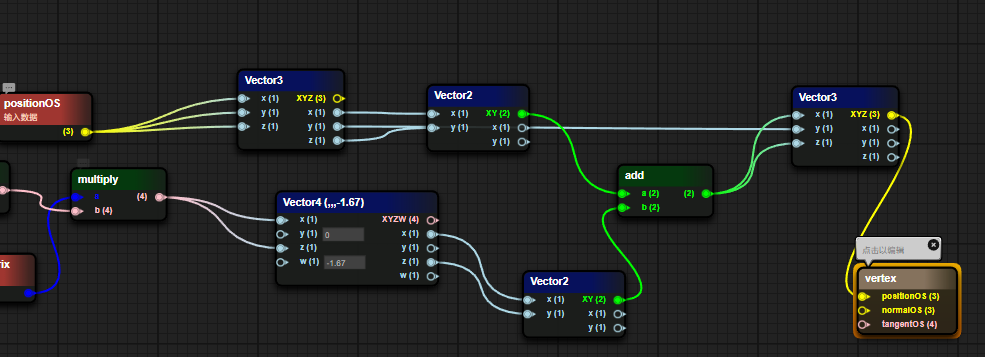 positionOS
输入数据
(3)
multiply
(4)
b (4)
rix
Vector3
x (1) XYZ (3)
y (1) x (1)
z (1) y (1)
z (1)
Vector4 (,,,-1.67)
x (1) XYZW (4)
y (1) 0 x (1)
z (1) y (1)
w (1) -1.67 z (1)
w (1)
Vector2
x (1) XY (2)
y (1) x (1)
y (1)
Vector2
x (1) XY (2)
y (1) x (1)
y (1)
add
a (2) (2)
b (2)
Vector3
x (1) XYZ (3)
y (1) x (1)
z (1) y (1)
z (1)
点击以编辑
vertex
positionOS (3)
normalOS (3)
tangentOS (4)